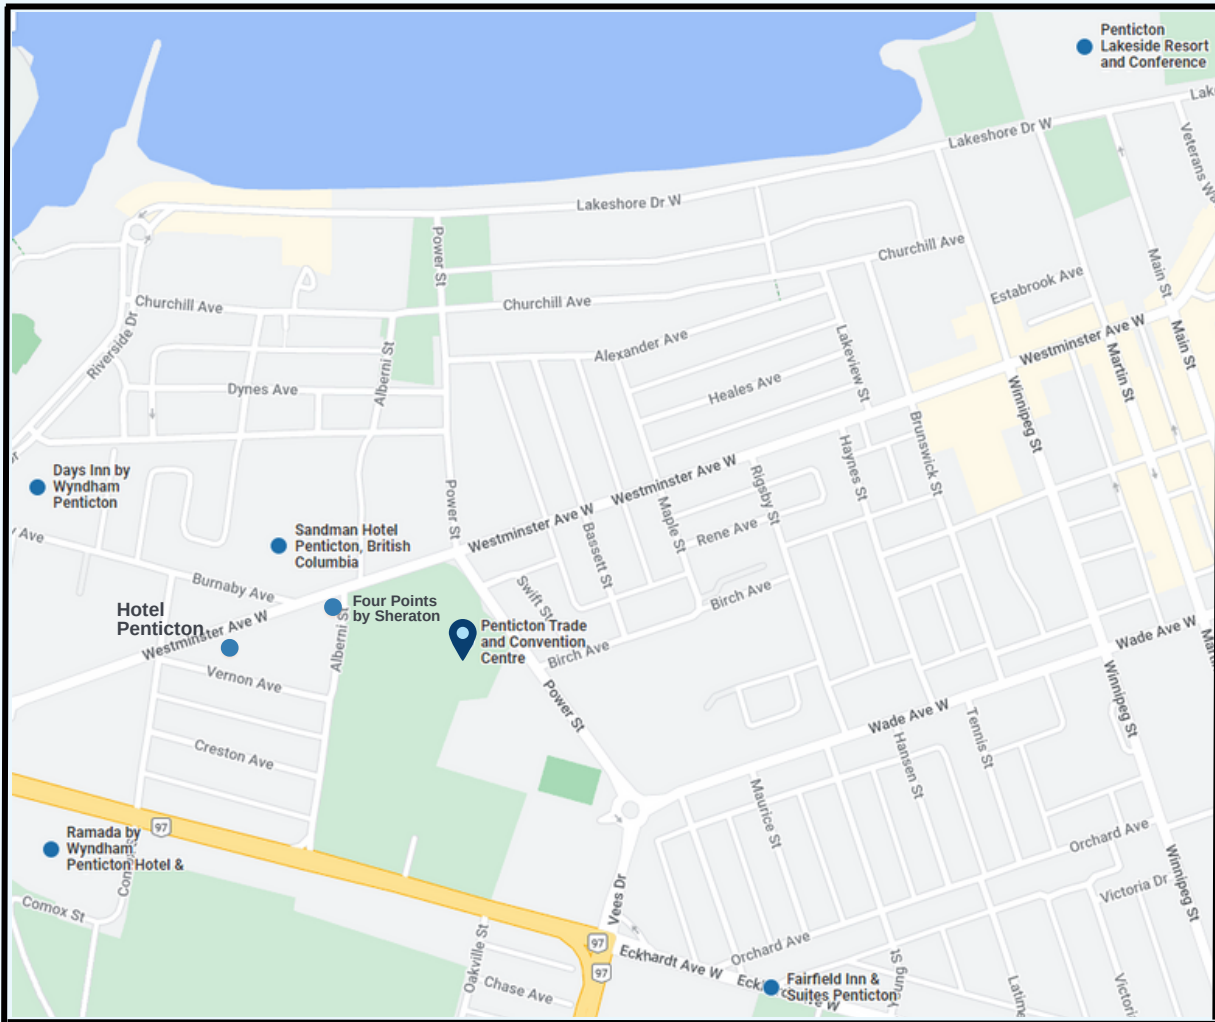 Penticton
Lakeside Resort
and Conference
Lak
Lakeshore Dr W
Veterans Wa
Lakeshore Dr W
Power St
Main St
Churchill Ave
Estabrook Ave
Churchill Ave
Churchill Ave
Riverside Dr
Westminster Ave W
Main St
Alexander Ave
Alberni St
Lakeview St
Martin St
Heales Ave
Dynes Ave
Winnipeg St
Brunswick St
Haynes St
Days Inn by
Wyndham
Penticton
Westminster Ave W
Rigsby St
Power St
Maple St
Westminster Ave W
Rene Ave
Bassett St
Sandman Hotel
Penticton, British
Columbia
Ave
Burnaby Ave
Swift St
Birch Ave
Hotel
Penticton
Four Points
by Sheraton
Westminster Ave W
Alberni St
Penticton Trade
and Convention
Centre
Birch Ave
Wade Ave W
Vernon Ave
Power St
Winnipeg St
Wade Ave W
Tennis St
Hansen St
Creston Ave
Maurice St
97
Ramada by
Wyndham
Penticton Hotel &
Orchard Ave
Winnipeg St
Comox St
Vees Dr
Victoria Dr
Oakville St
97
Orchard Ave
Eckhardt Ave W
97
Young St
Fairfield Inn &
Suites Penticton
Chase Ave